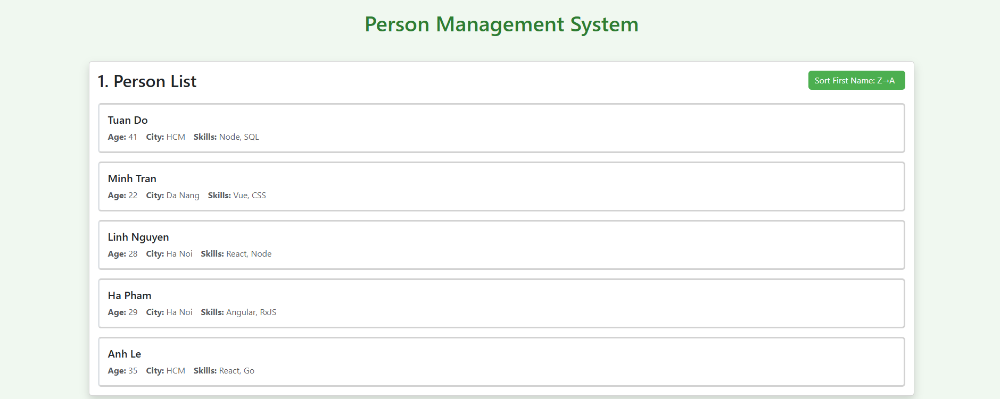 Person Management System
1. Person List
Sort First Name: Z→A
Tuan Do
Age: 41 City: HCM Skills: Node, SQL
Minh Tran
Age: 22 City: Da Nang Skills: Vue, CSS
Linh Nguyen
Age: 28 City: Ha Noi Skills: React, Node
Ha Pham
Age: 29 City: Ha Noi Skills: Angular, RxJS
Anh Le
Age: 35 City: HCM Skills: React, Go